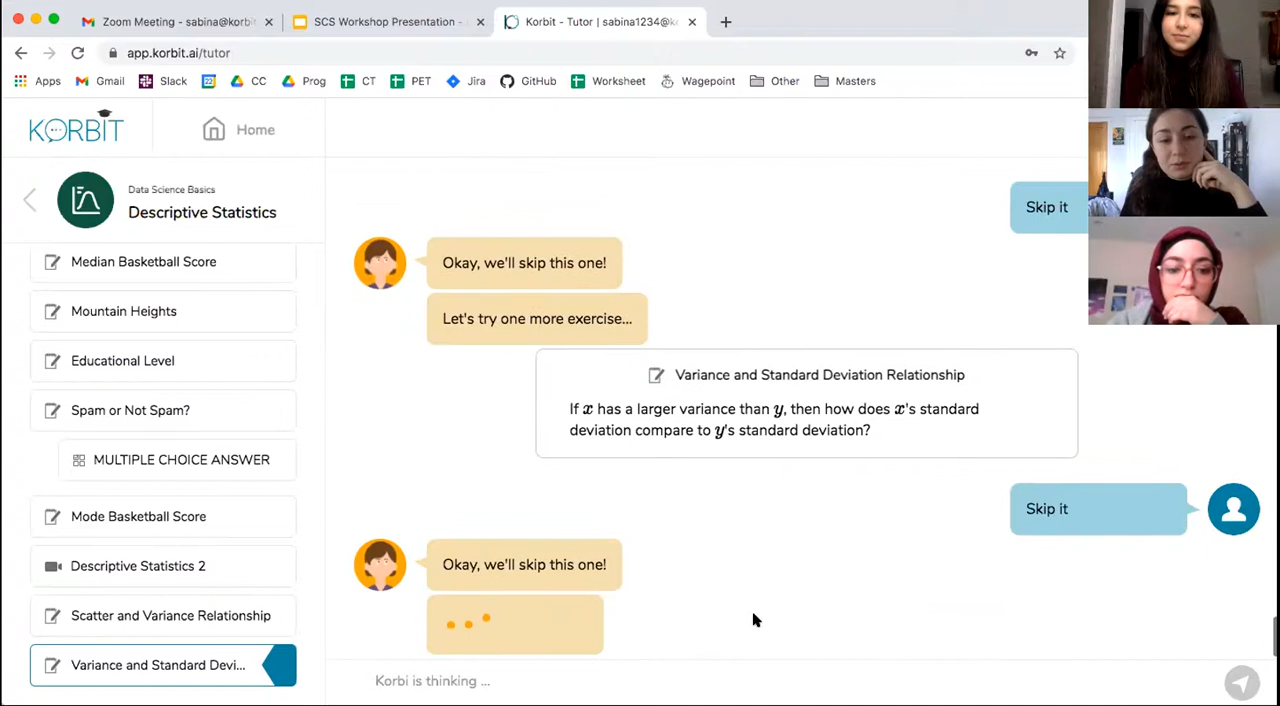 Zoom Meeting - sabina@korbi
SCS Workshop Presentation -
Korbit - Tutor | sabina1234@k
app.korbit.ai/tutor
Apps
Gmail
Slack
CC
Prog
CT
PET
Jira
GitHub
Worksheet
Wagepoint
Other
Masters
KORBIT
Home
Data Science Basics
Descriptive Statistics
Median Basketball Score
Mountain Heights
Educational Level
Spam or Not Spam?
MULTIPLE CHOICE ANSWER
Mode Basketball Score
Descriptive Statistics 2
Scatter and Variance Relationship
Variance and Standard Devi...
Skip it
Okay, we'll skip this one!
Let's try one more exercise...
Variance and Standard Deviation Relationship
If x has a larger variance than y, then how does x's standard
deviation compare to y's standard deviation?
Skip it
Okay, we'll skip this one!
Korbi is thinking ...